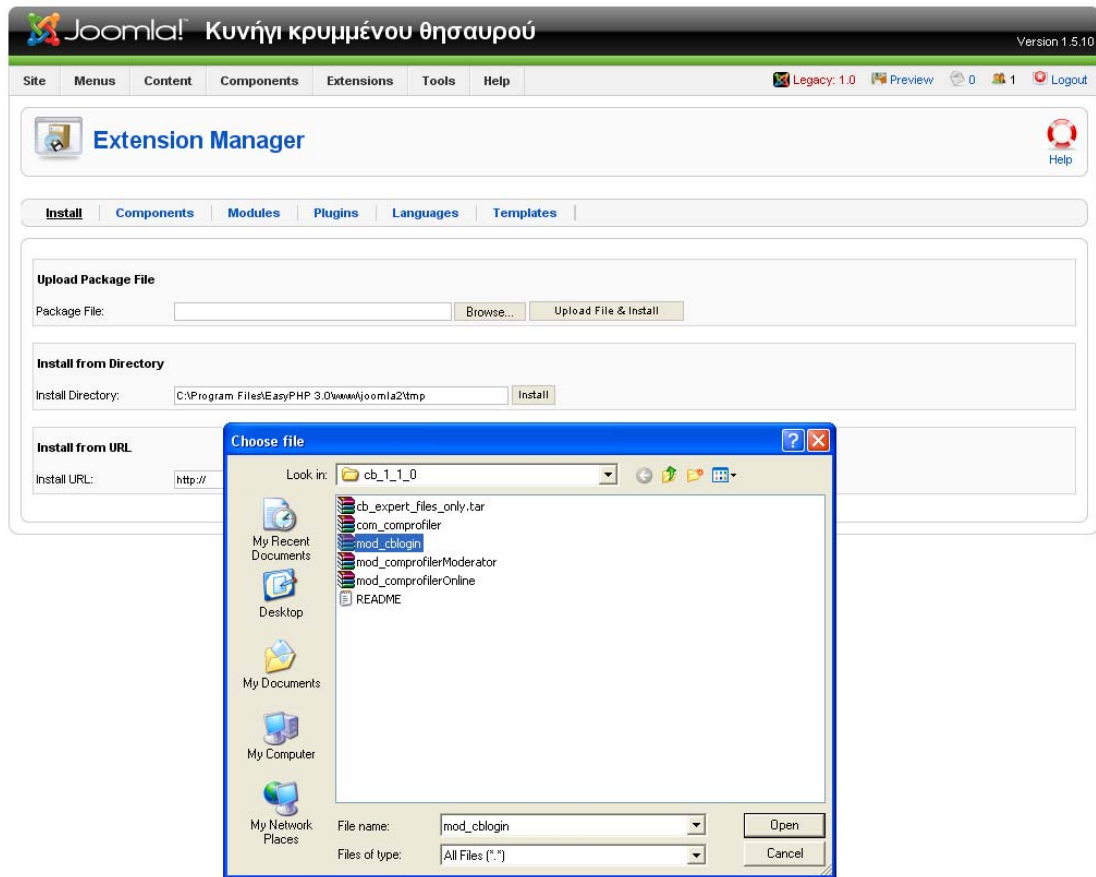 Joomla! Κυνήγι κρυμμένου θησαυρού
Version 1.5.10
Site Menus Content Components Extensions Tools Help Legacy: 1.0 Preview 0 1 Logout
Extension Manager
Help
Install Components Modules Plugins Languages Templates
Upload Package File
Package File: Browse... Upload File & Install
Install from Directory
Install Directory: C:\Program Files\EasyPHP 3.0\www\joomla2\tmp Install
Install from URL
Install URL: http://
Choose file
Look in: cb_1_1_0
My Recent Documents
Desktop
My Documents
My Computer
My Network Places
cb_expert_files_only.tar
com_comprofiler
mod_cblogin
mod_comprofilerModerator
mod_comprofilerOnline
README
File name: mod_cblogin Open
Files of type: All Files (*.*) Cancel